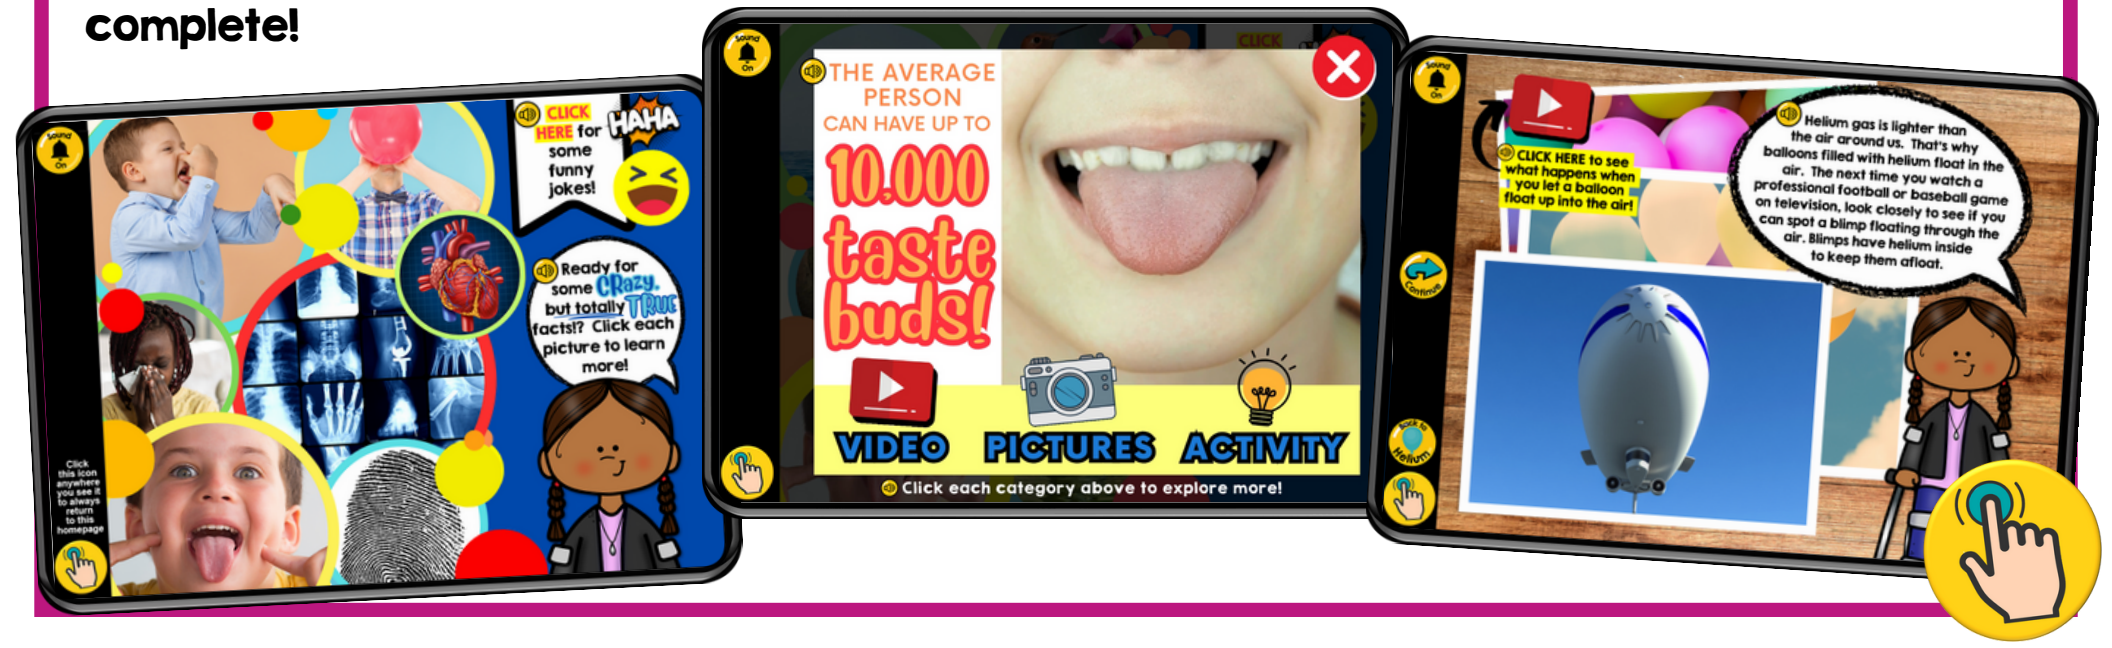 complete!
Sound
On
CLICK
HERE for
some
funny
jokes!
HAHA
Ready for
some CRazy,
but totally TRUE
facts!? Click each
picture to learn
more!
Click
this icon
anywhere
you see it
to always
return
to this
homepage
Sound
On
CLICK
THE AVERAGE
PERSON
CAN HAVE UP TO
10,000
taste
buds!
VIDEO PICTURES ACTIVITY
Click each category above to explore more!
Sound
On
CLICK HERE to see
what happens when
you let a balloon
float up into the air!
Helium gas is lighter than
the air around us. That's why
balloons filled with helium float in the
air. The next time you watch a
professional football or baseball game
on television, look closely to see if you
can spot a blimp floating through the
air. Blimps have helium inside
to keep them afloat.
Continue
Back to
Helium